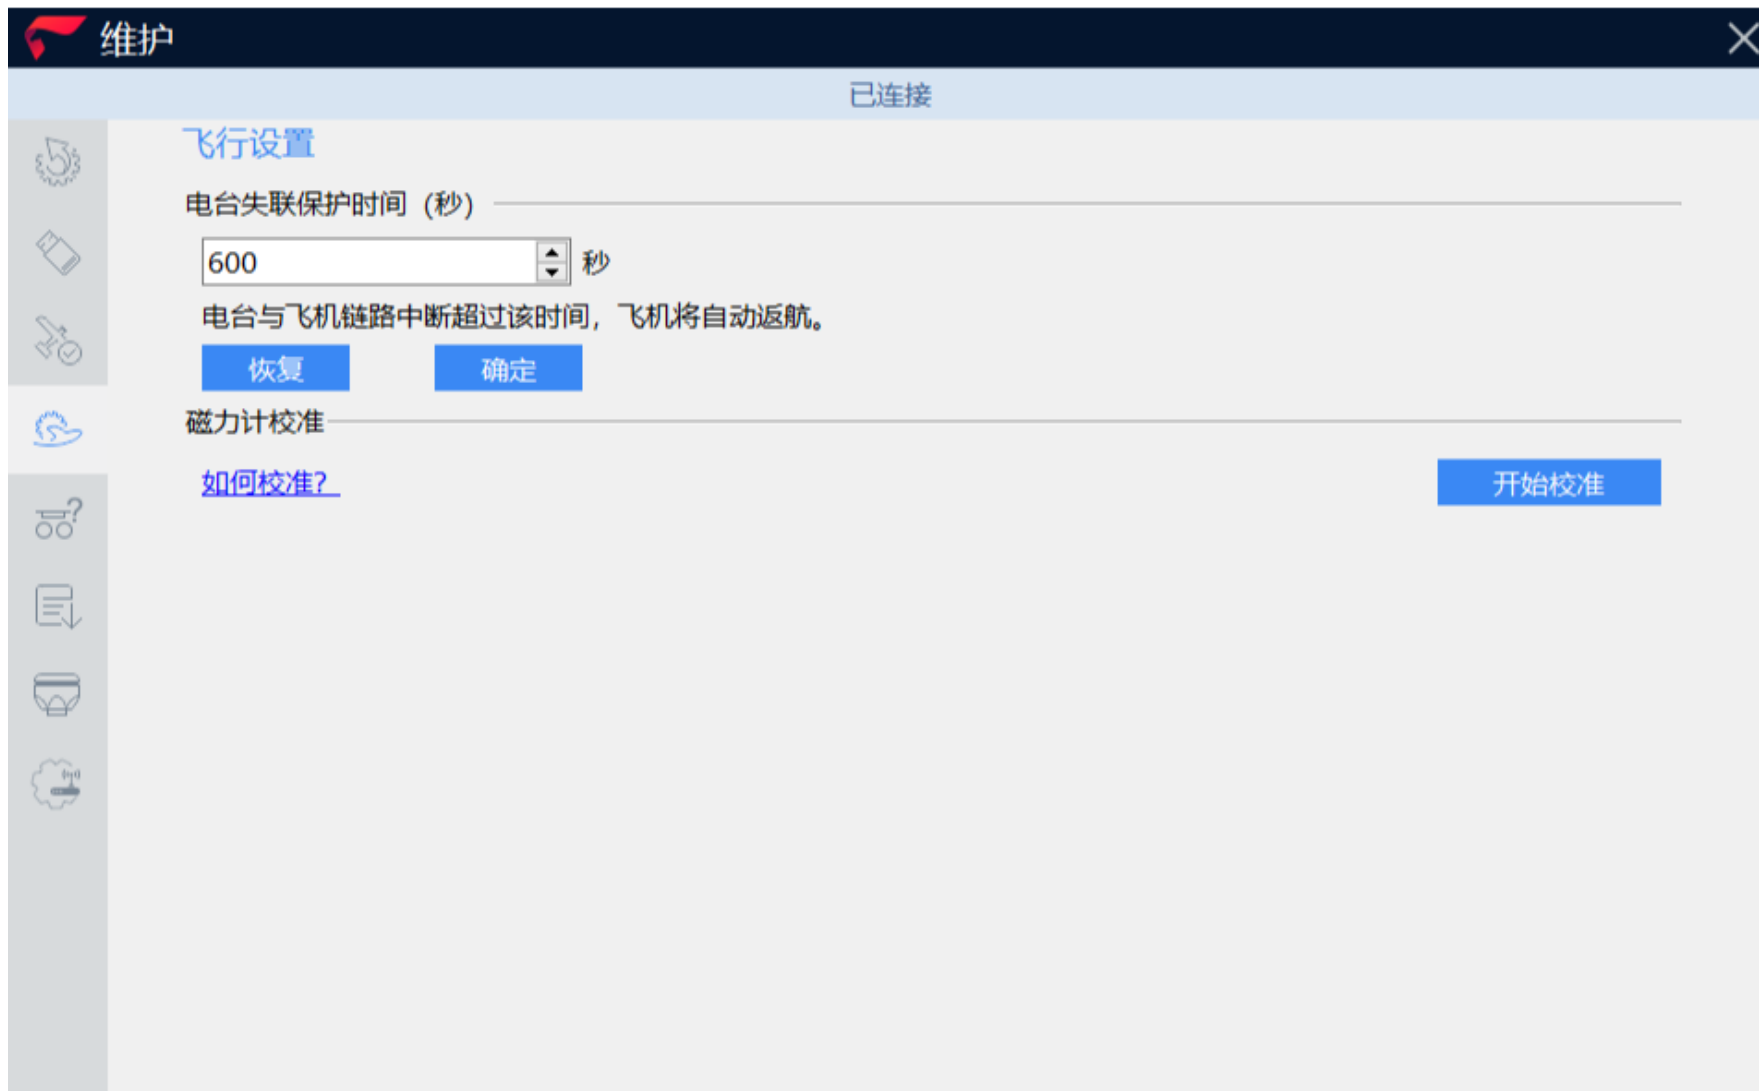 维护
已连接
飞行设置
电台失联保护时间 (秒)
600 秒
电台与飞机链路中断超过该时间，飞机将自动返航。
恢复 确定
磁力计校准
如何校准？ 开始校准